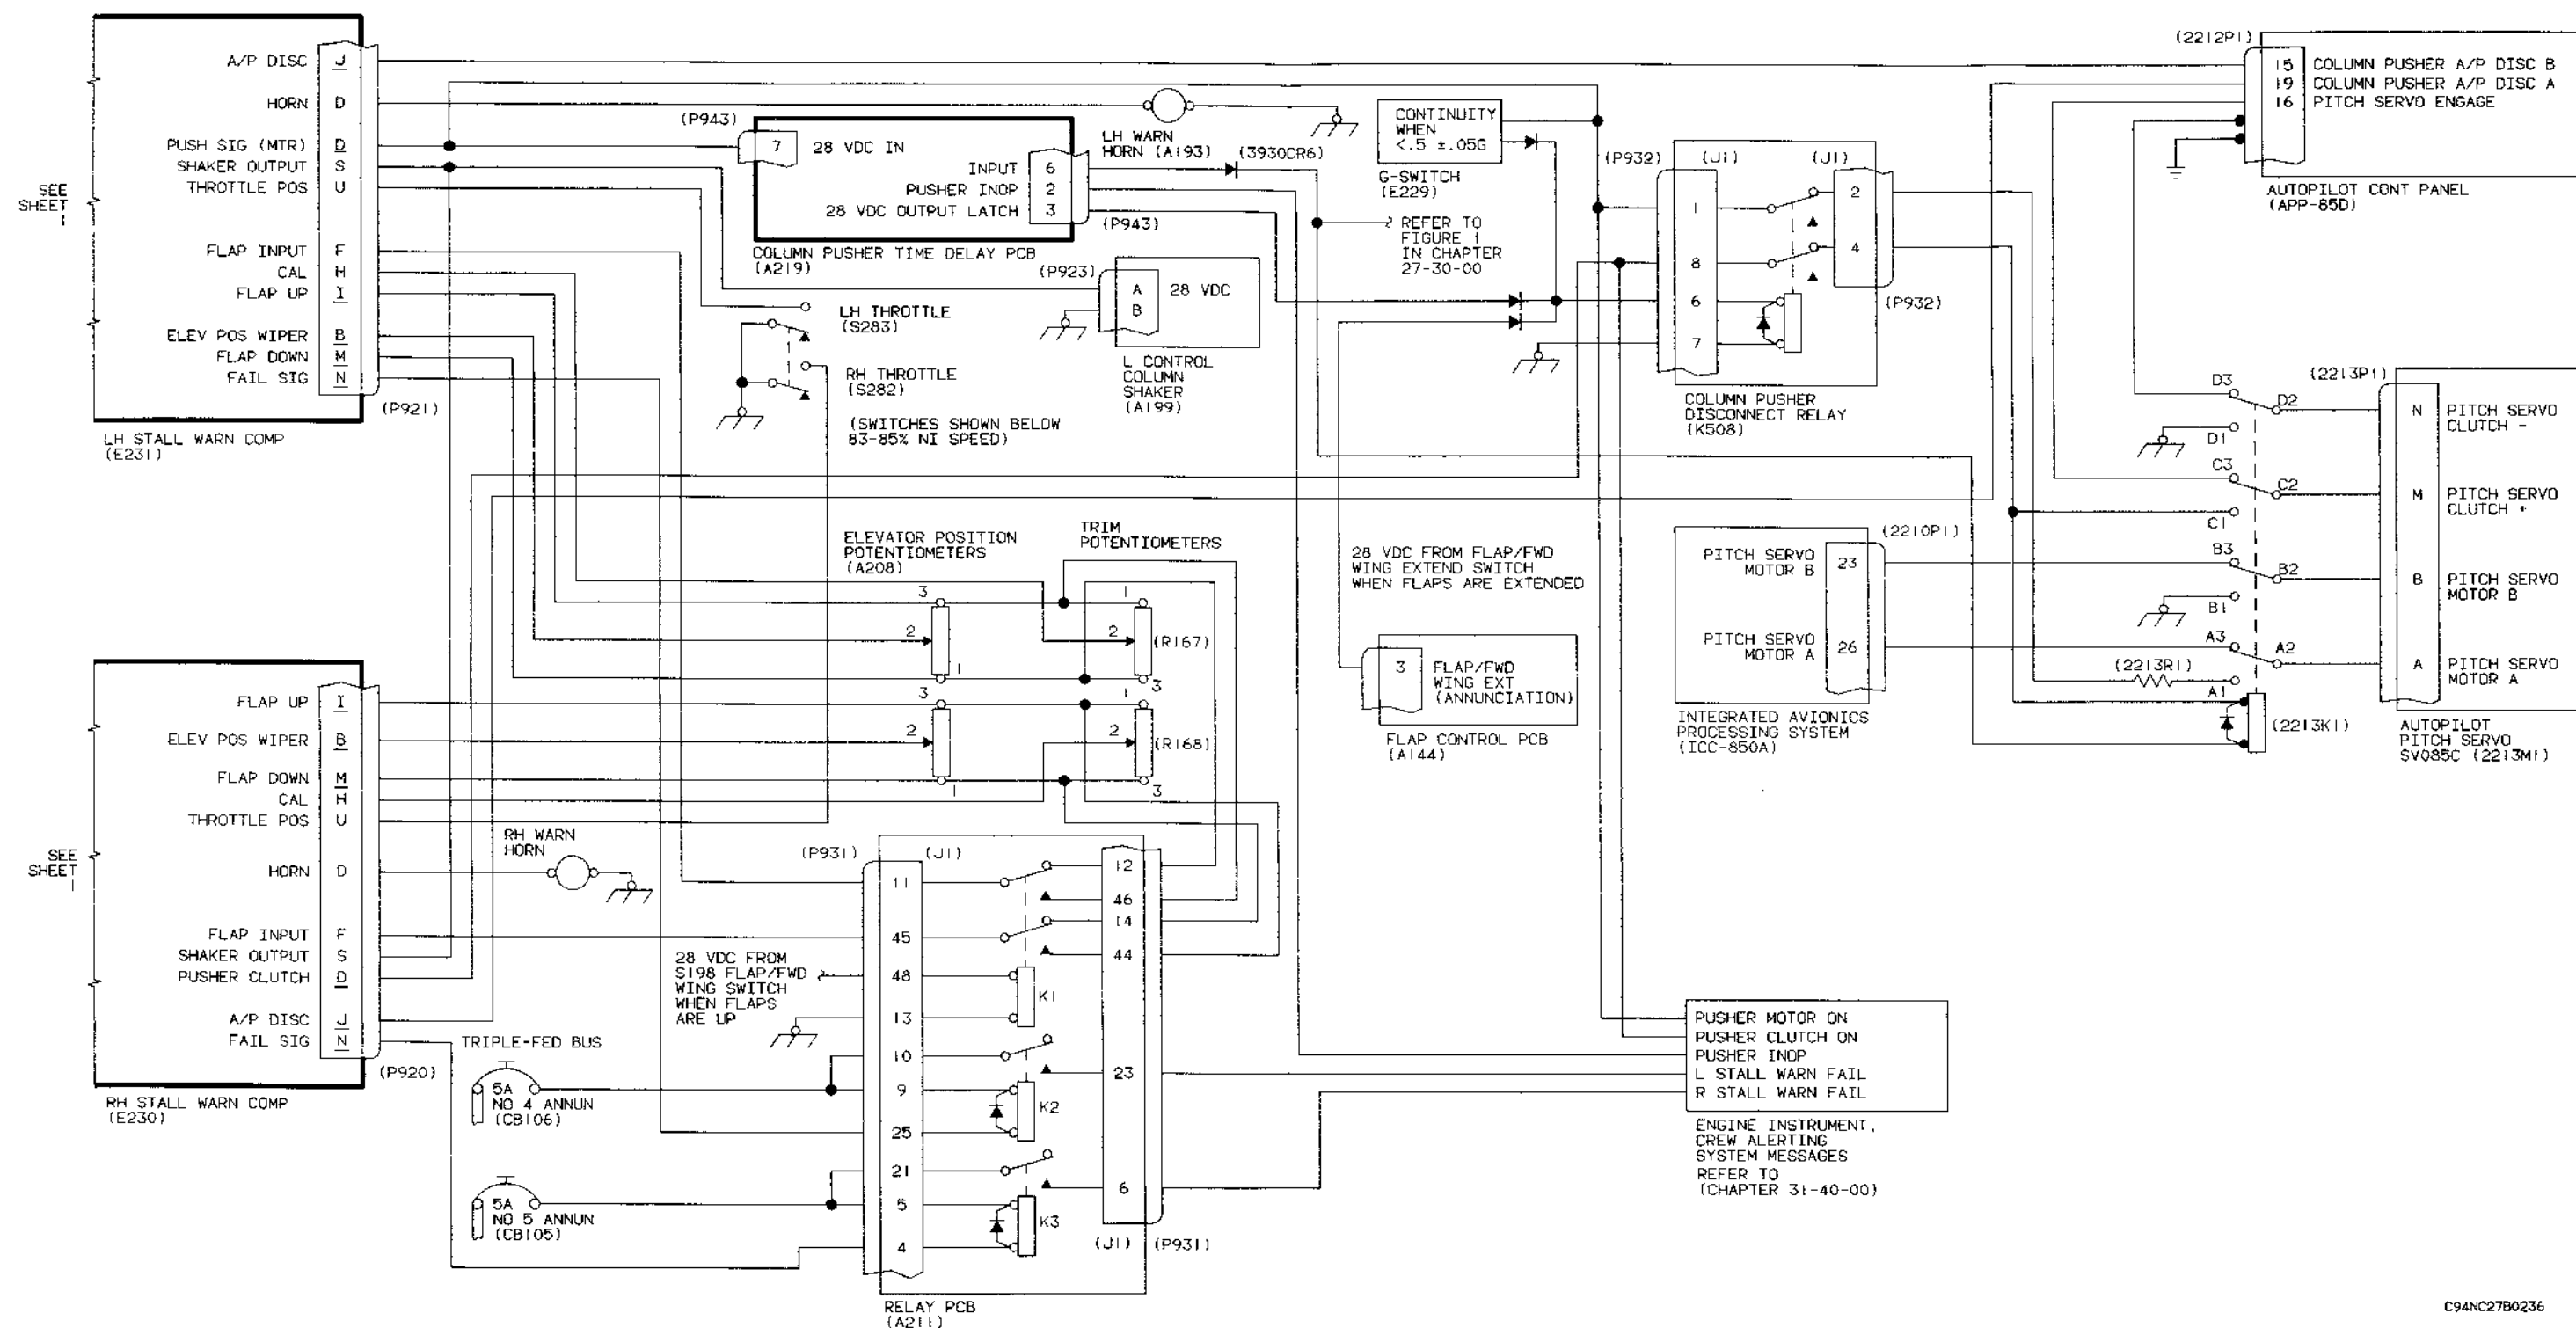 SEE
SHEET
1
A/P DISC J
HORN D
PUSH SIG (MTR) D
SHAKER OUTPUT S
THROTTLE POS U
FLAP INPUT F
CAL H
FLAP UP I
ELEV POS WIPER B
FLAP DOWN M
FAIL SIG N
(P921)
LH STALL WARN COMP
(E231)
(P943)
7 28 VDC IN
INPUT 6
PUSHER INOP 2
28 VDC OUTPUT LATCH 3
(P943)
COLUMN PUSHER TIME DELAY PCB
(A219)
LH WARN
HORN (A193)
(3930CR6)
CONTINUITY
WHEN
<.5 ±.05G
G-SWITCH
(E229)
REFER TO
FIGURE 1
IN CHAPTER
27-30-00
(P923)
A 28 VDC
B
L CONTROL
COLUMN
SHAKER
(A199)
LH THROTTLE
(S283)
RH THROTTLE
(S282)
(SWITCHES SHOWN BELOW
83-85% N1 SPEED)
(P932)
(J1)
(J1)
1
8
6
7
2
4
(P932)
COLUMN PUSHER
DISCONNECT RELAY
(K508)
(2212P1)
15 COLUMN PUSHER A/P DISC B
19 COLUMN PUSHER A/P DISC A
16 PITCH SERVO ENGAGE
AUTOPILOT CONT PANEL
(APP-85D)
(2213P1)
D3
D2
D1
C3
C2
C1
B3
B2
B1
A3
A2
A1
N PITCH SERVO
CLUTCH -
M PITCH SERVO
CLUTCH +
B PITCH SERVO
MOTOR B
A PITCH SERVO
MOTOR A
(2213R1)
(2213K1)
AUTOPILOT
PITCH SERVO
SV085C (2213M1)
(2210P1)
PITCH SERVO
MOTOR B 23
PITCH SERVO
MOTOR A 26
INTEGRATED AVIONICS
PROCESSING SYSTEM
(ICC-850A)
ELEVATOR POSITION
POTENTIOMETERS
(A208)
TRIM
POTENTIOMETERS
3
2
1
1
2
3
(R167)
3
2
1
1
2
3
(R168)
28 VDC FROM FLAP/FWD
WING EXTEND SWITCH
WHEN FLAPS ARE EXTENDED
3 FLAP/FWD
WING EXT
(ANNUNCIATION)
FLAP CONTROL PCB
(A144)
SEE
SHEET
1
FLAP UP I
ELEV POS WIPER B
FLAP DOWN M
CAL H
THROTTLE POS U
HORN D
FLAP INPUT F
SHAKER OUTPUT S
PUSHER CLUTCH D
A/P DISC J
FAIL SIG N
(P920)
RH STALL WARN COMP
(E230)
RH WARN
HORN
28 VDC FROM
S198 FLAP/FWD
WING SWITCH
WHEN FLAPS
ARE UP
TRIPLE-FED BUS
5A
NO 4 ANNUN
(CB106)
5A
NO 5 ANNUN
(CB105)
(P931)
(J1)
11
45
48
13
10
9
25
21
5
4
K1
K2
K3
12
46
14
44
23
6
(J1)
(P931)
RELAY PCB
(A211)
PUSHER MOTOR ON
PUSHER CLUTCH ON
PUSHER INOP
L STALL WARN FAIL
R STALL WARN FAIL
ENGINE INSTRUMENT,
CREW ALERTING
SYSTEM MESSAGES
REFER TO
(CHAPTER 31-40-00)
C94NC27B0236